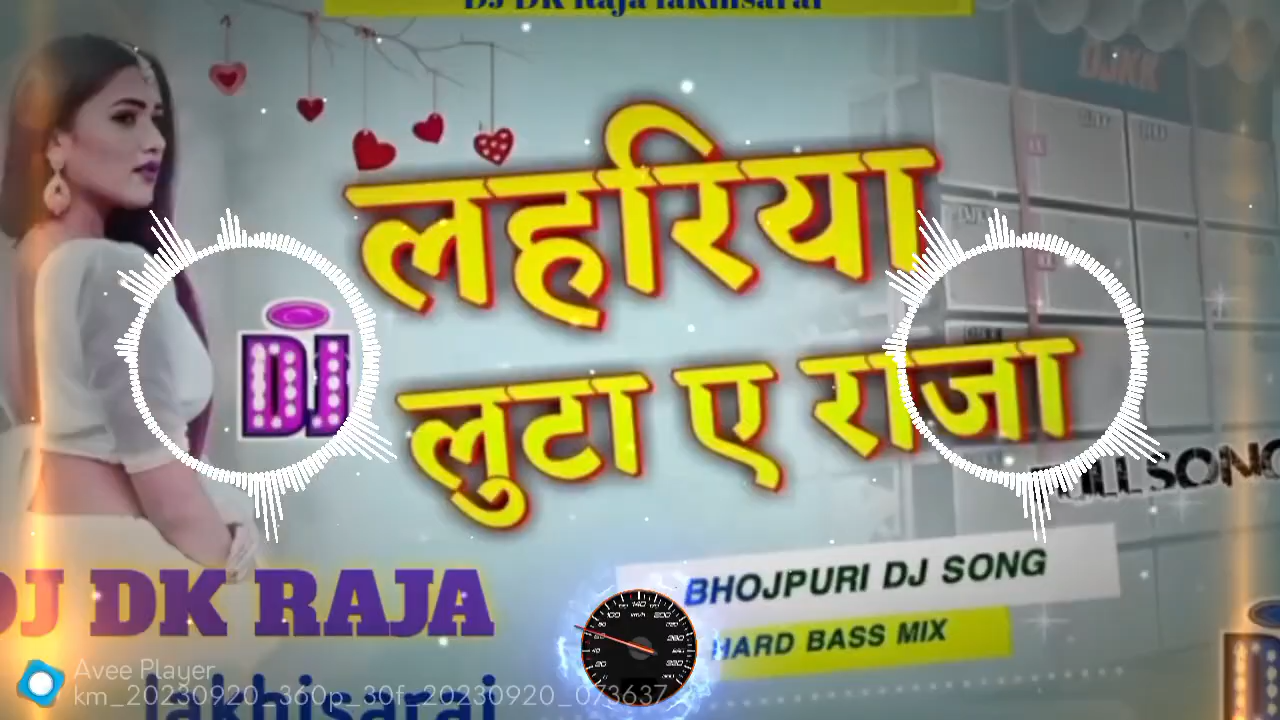 DJ DK Raja lakhisarai
लहरिया
DJ
लुटा ए राजा
FULL SONG
BHOJPURI DJ SONG
HARD BASS MIX
DJ DK RAJA
lakhisarai
Avee Player
km_20230920_360p_30f_20230920_073637